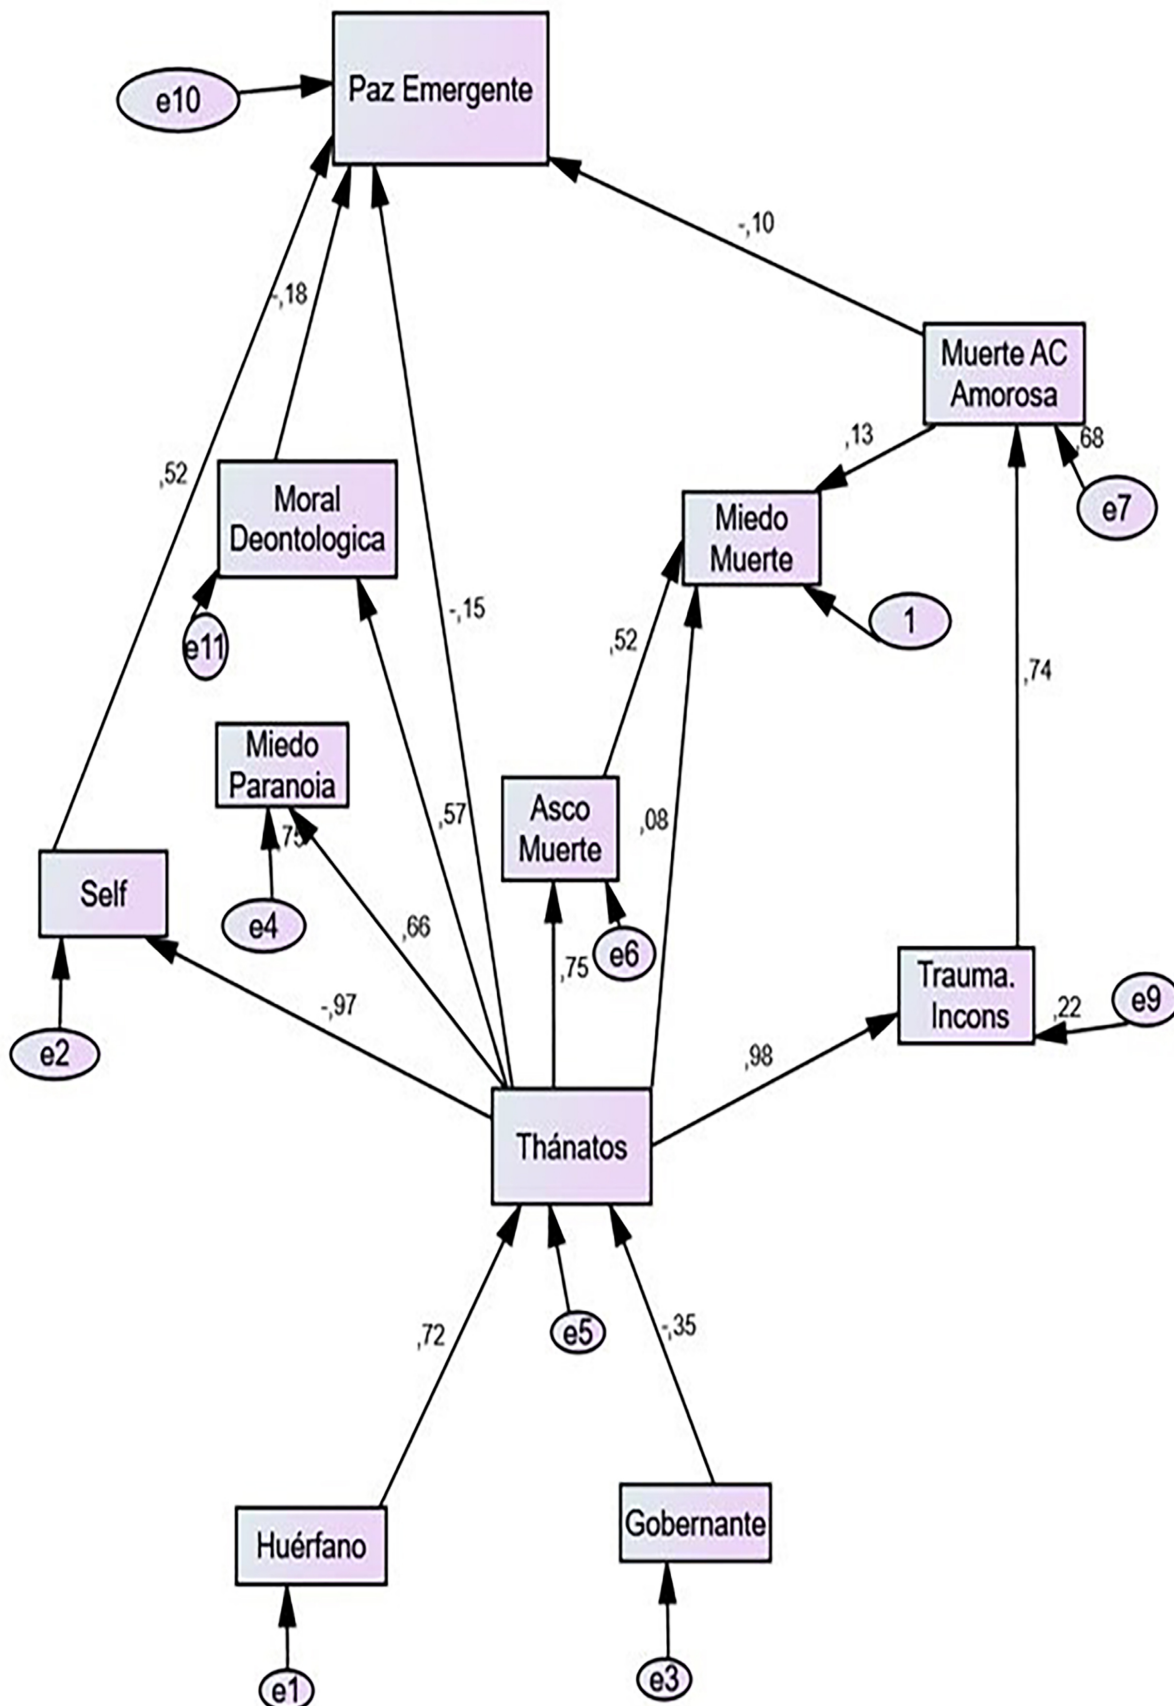 Paz Emergente
e10
-,10
-,18
Muerte AC
Amorosa
,13
,68
,52
Moral
Deontologica
Miedo
Muerte
e7
-,15
1
e11
,52
,74
Miedo
Paranoia
Asco
Muerte
,57
,08
,75
Self
e4
,66
e6
,75
Trauma.
Incons
e9
,22
-,97
e2
,98
Thánatos
,72
e5
-,35
Huérfano
Gobernante
e1
e3